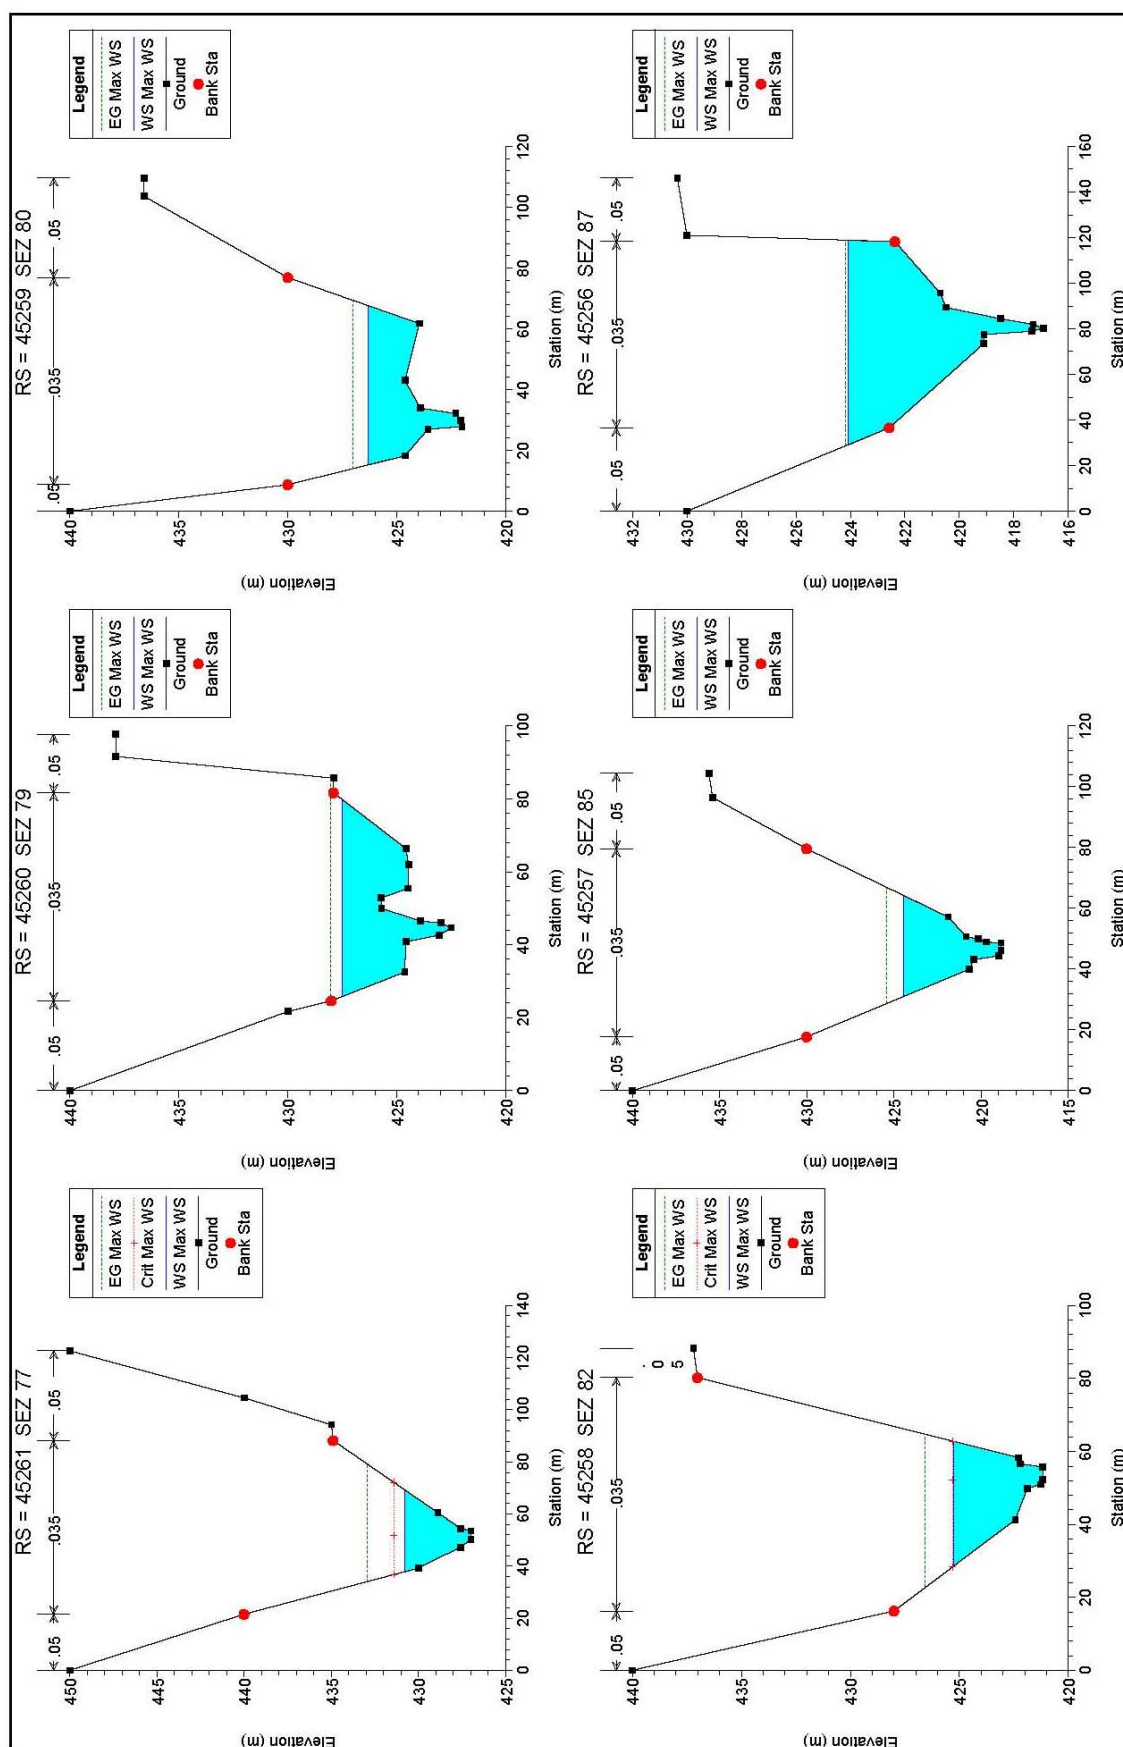 RS = 45261 SEZ 77
.05
.035
.05
450
445
440
435
430
425
Elevation (m)
0
20
40
60
80
100
120
140
Station (m)
Legend
EG Max WS
Crit Max WS
WS Max WS
Ground
Bank Sta
RS = 45260 SEZ 79
.05
.035
.05
440
435
430
425
420
Elevation (m)
0
20
40
60
80
100
Station (m)
Legend
EG Max WS
WS Max WS
Ground
Bank Sta
RS = 45259 SEZ 80
.05
.035
.05
440
435
430
425
420
Elevation (m)
0
20
40
60
80
100
120
Station (m)
Legend
EG Max WS
WS Max WS
Ground
Bank Sta
RS = 45258 SEZ 82
.05
.035
.
0
5
440
435
430
425
420
Elevation (m)
0
20
40
60
80
100
Station (m)
Legend
EG Max WS
Crit Max WS
WS Max WS
Ground
Bank Sta
RS = 45257 SEZ 85
.05
.035
.05
440
435
430
425
420
415
Elevation (m)
0
20
40
60
80
100
120
Station (m)
Legend
EG Max WS
WS Max WS
Ground
Bank Sta
RS = 45256 SEZ 87
.05
.035
.05
432
430
428
426
424
422
420
418
416
Elevation (m)
0
20
40
60
80
100
120
140
160
Station (m)
Legend
EG Max WS
WS Max WS
Ground
Bank Sta